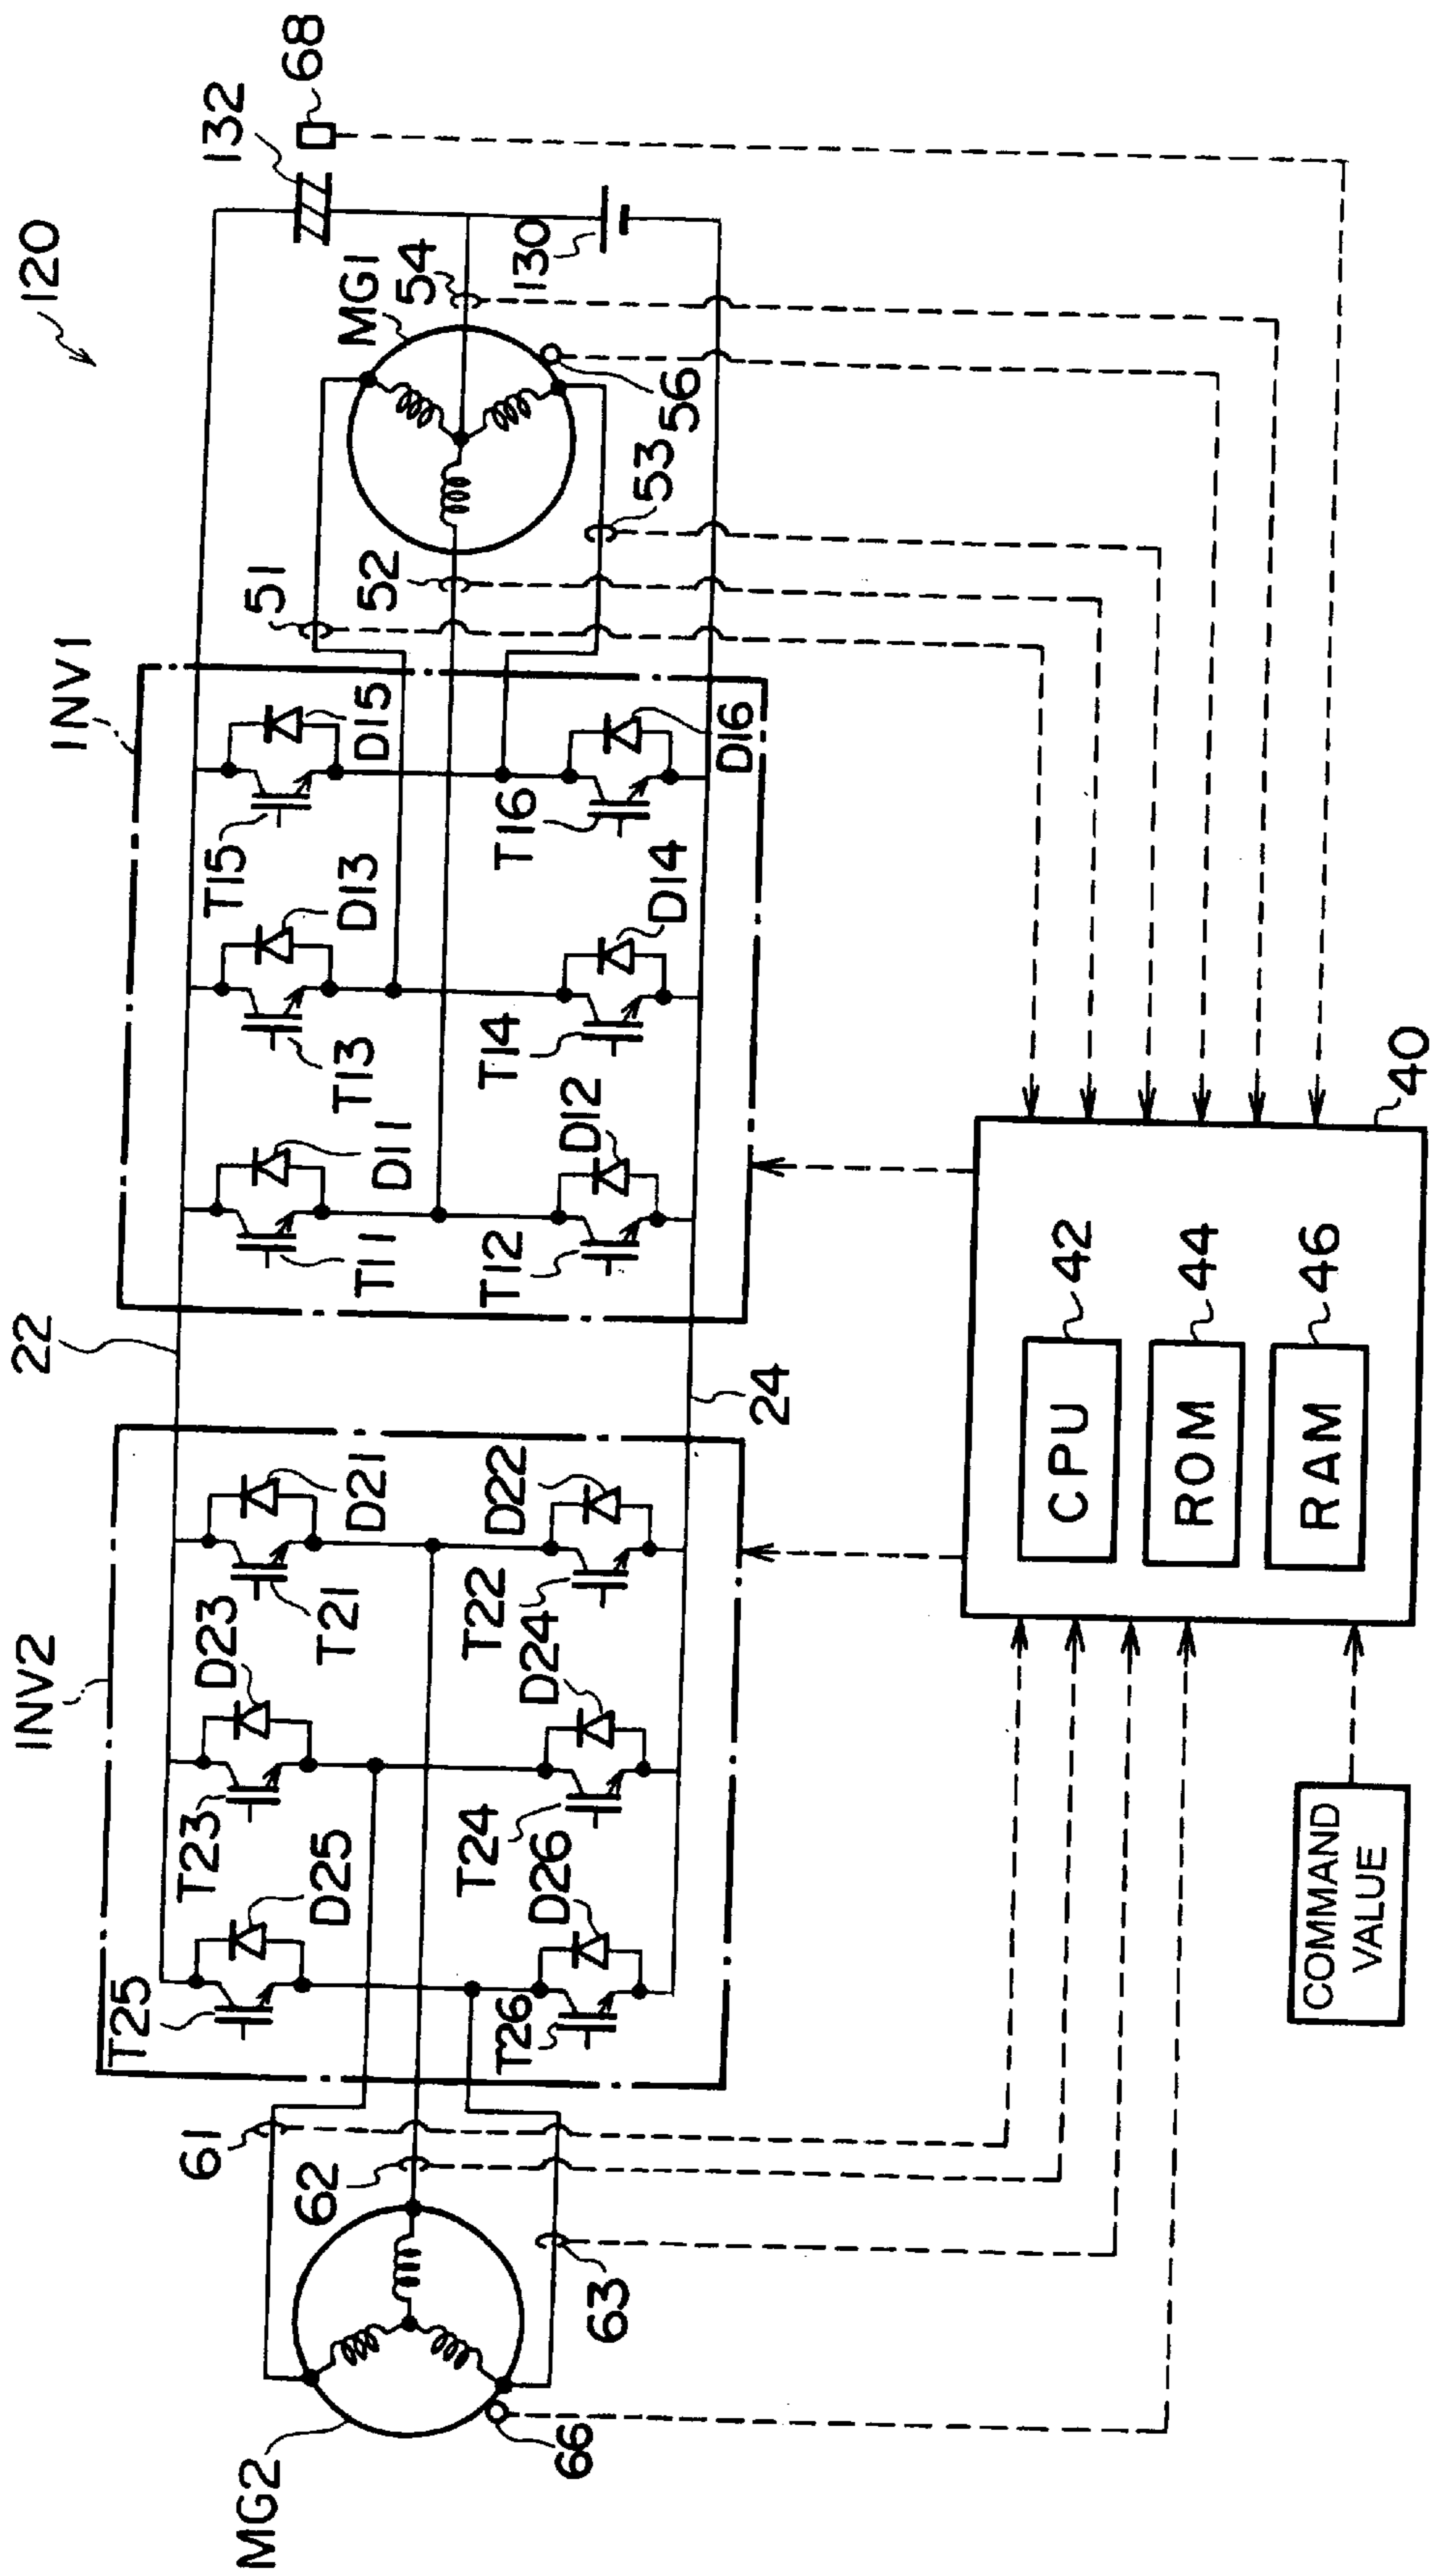 120
132
68
MG1
54
130
56
53
52
51
INV1
D15
T15
D16
T16
D13
T13
D14
T14
D11
T11
D12
T12
22
24
INV2
D21
T21
D22
T22
D23
T23
D24
T24
D25
T25
D26
T26
61
62
63
MG2
66
40
CPU
42
ROM
44
RAM
46
COMMAND
VALUE